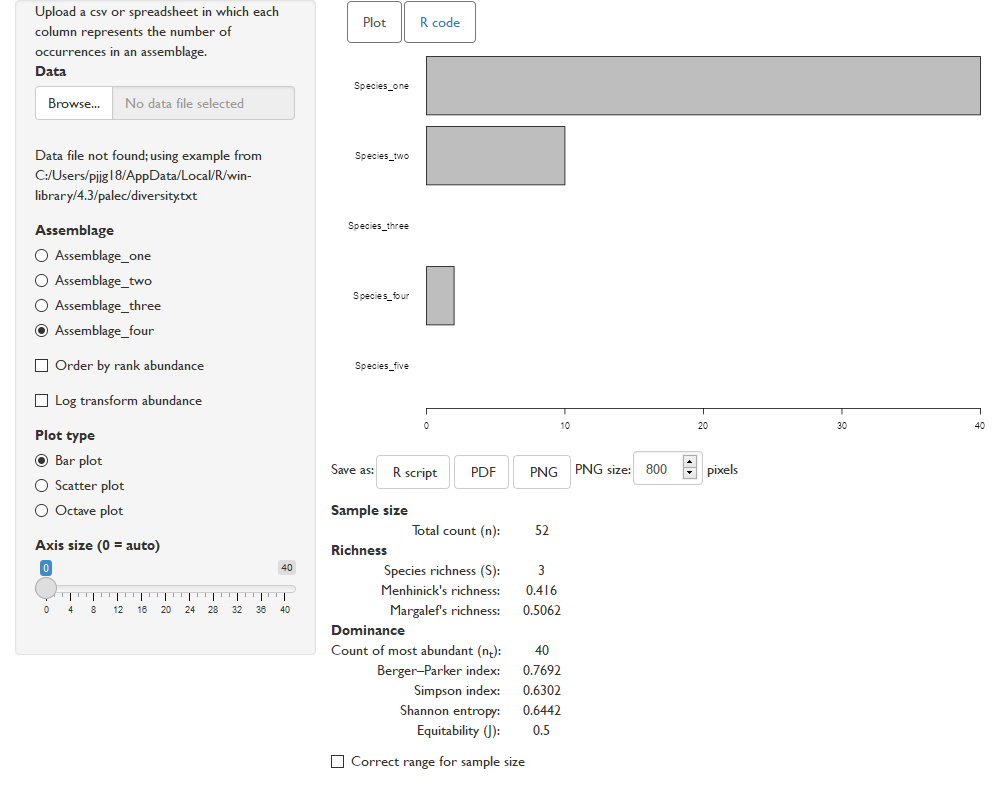 Upload a csv or spreadsheet in which each
column represents the number of
occurrences in an assemblage.
Data
Browse... No data file selected
Data file not found; using example from
C:/Users/pjjg18/AppData/Local/R/win-
library/4.3/palec/diversity.txt
Assemblage
Assemblage_one
Assemblage_two
Assemblage_three
Assemblage_four
Order by rank abundance
Log transform abundance
Plot type
Bar plot
Scatter plot
Octave plot
Axis size (0 = auto)
0 40
0 4 8 12 16 20 24 28 32 36 40
Plot R code
Species_one
Species_two
Species_three
Species_four
Species_five
0 10 20 30 40
Save as: R script PDF PNG PNG size: 800 pixels
Sample size
Total count (n): 52
Richness
Species richness (S): 3
Menhinick's richness: 0.416
Margalef's richness: 0.5062
Dominance
Count of most abundant (nt): 40
Berger–Parker index: 0.7692
Simpson index: 0.6302
Shannon entropy: 0.6442
Equitability (J): 0.5
Correct range for sample size